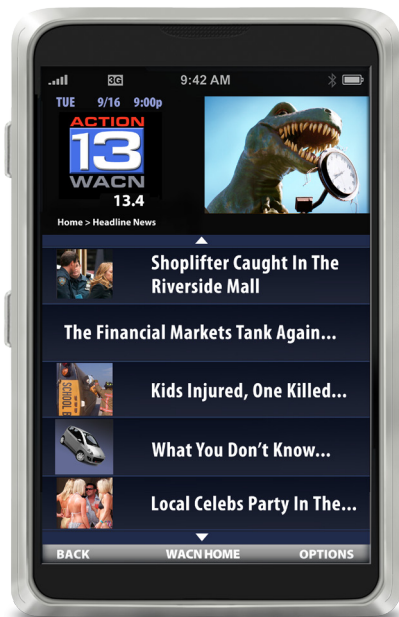 3G 9:42 AM
TUE 9/16 9:00p
ACTION
13
WACN
13.4
Home > Headline News
Shoplifter Caught In The
Riverside Mall
The Financial Markets Tank Again...
Kids Injured, One Killed...
SCHOOL
What You Don't Know...
Local Celebs Party In The...
BACK WACN HOME OPTIONS